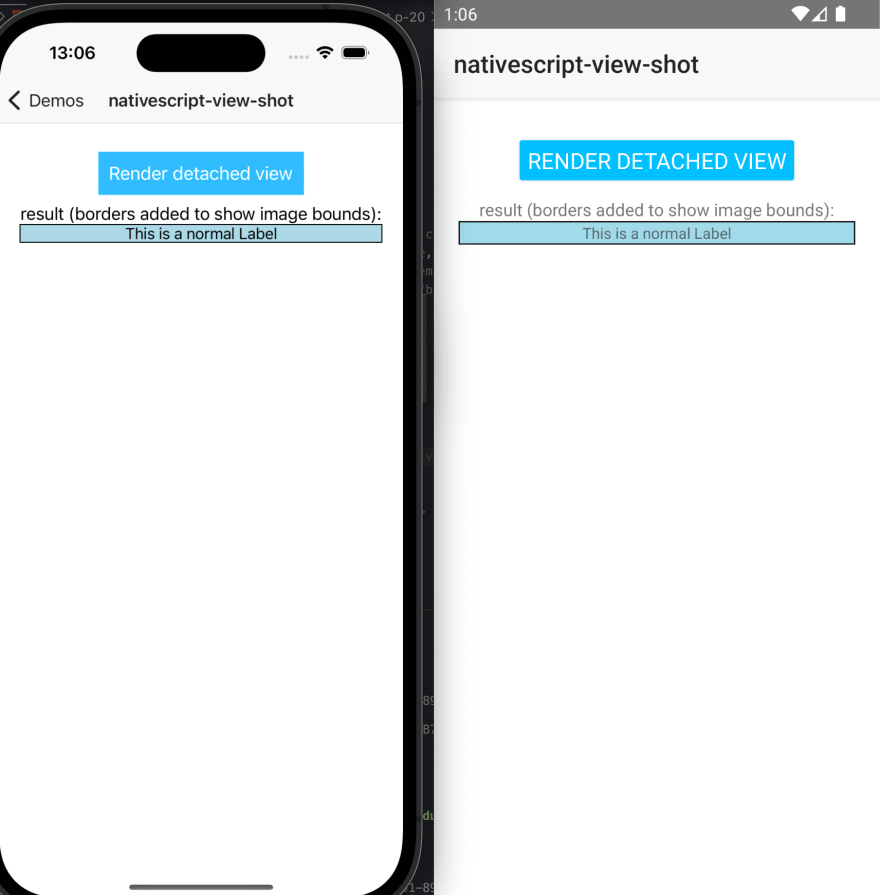 13:06
Demos
nativescript-view-shot
Render detached view
result (borders added to show image bounds):
This is a normal Label
p-20
1:06
nativescript-view-shot
RENDER DETACHED VIEW
result (borders added to show image bounds):
This is a normal Label